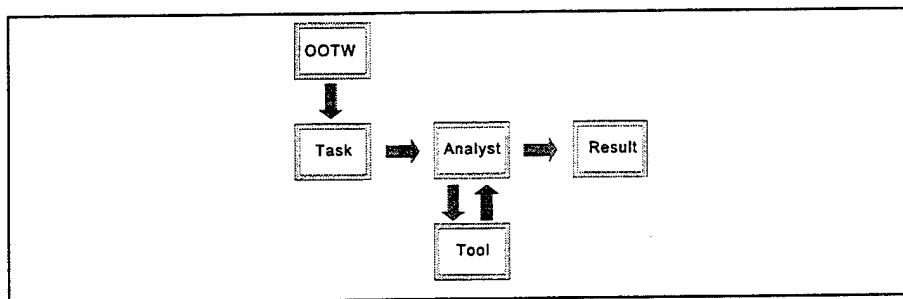 OOTW
Task
Analyst
Result
Tool